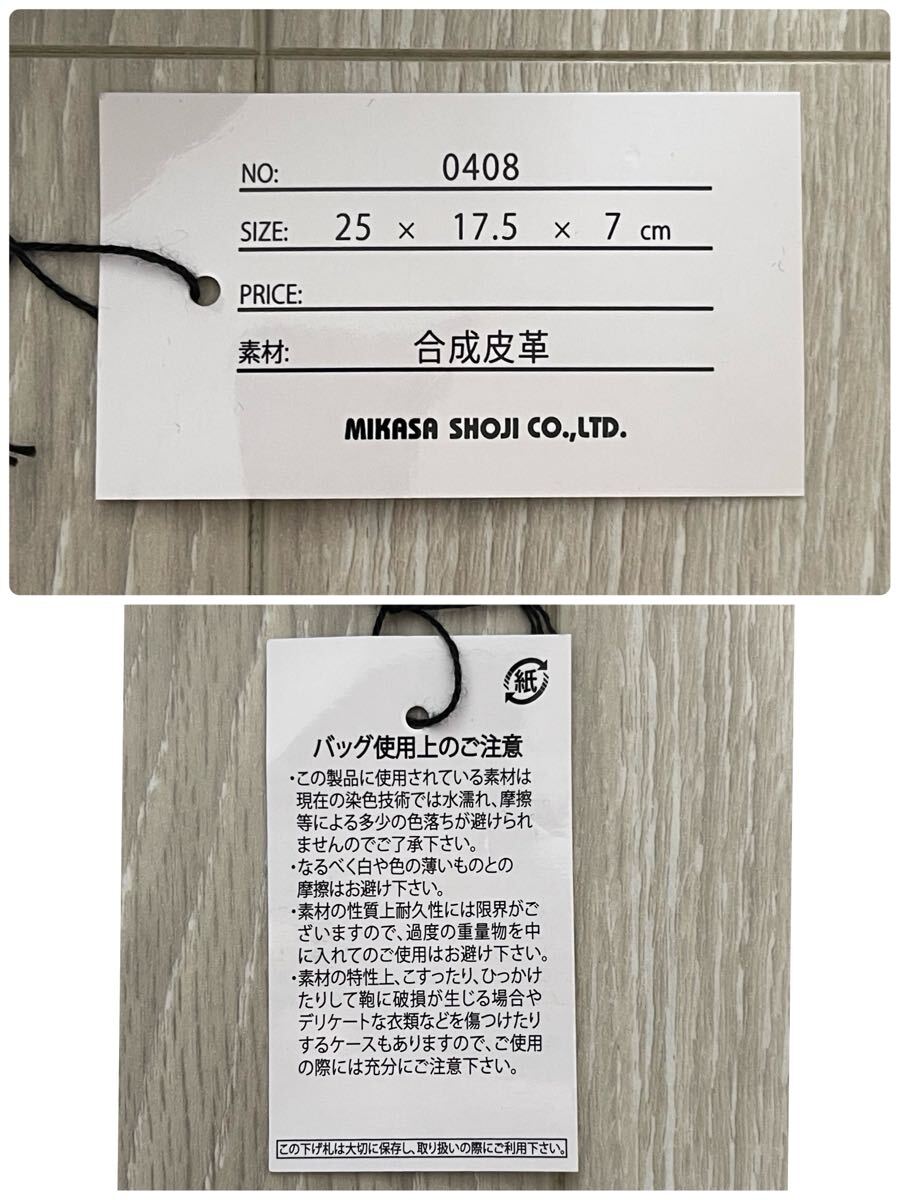 NO: 0408
SIZE: 25 × 17.5 × 7 cm
PRICE:
素材: 合成皮革
MIKASA SHOJI CO.,LTD.
紙
バッグ使用上のご注意
・この製品に使用されている素材は
現在の染色技術では水濡れ、摩擦
等による多少の色落ちが避けられ
ませんのでご了承下さい。
・なるべく白や色の薄いものとの
摩擦はお避け下さい。
・素材の性質上耐久性には限界がご
ざいますので、過度の重量物を中
に入れてのご使用はお避け下さい。
・素材の特性上、こすったり、ひっかけ
たりして鞄に破損が生じる場合や
デリケートな衣類などを傷つけたり
するケースもありますので、ご使用
の際には充分にご注意下さい。
この下げ札は大切に保存し、取り扱いの際にご利用下さい。